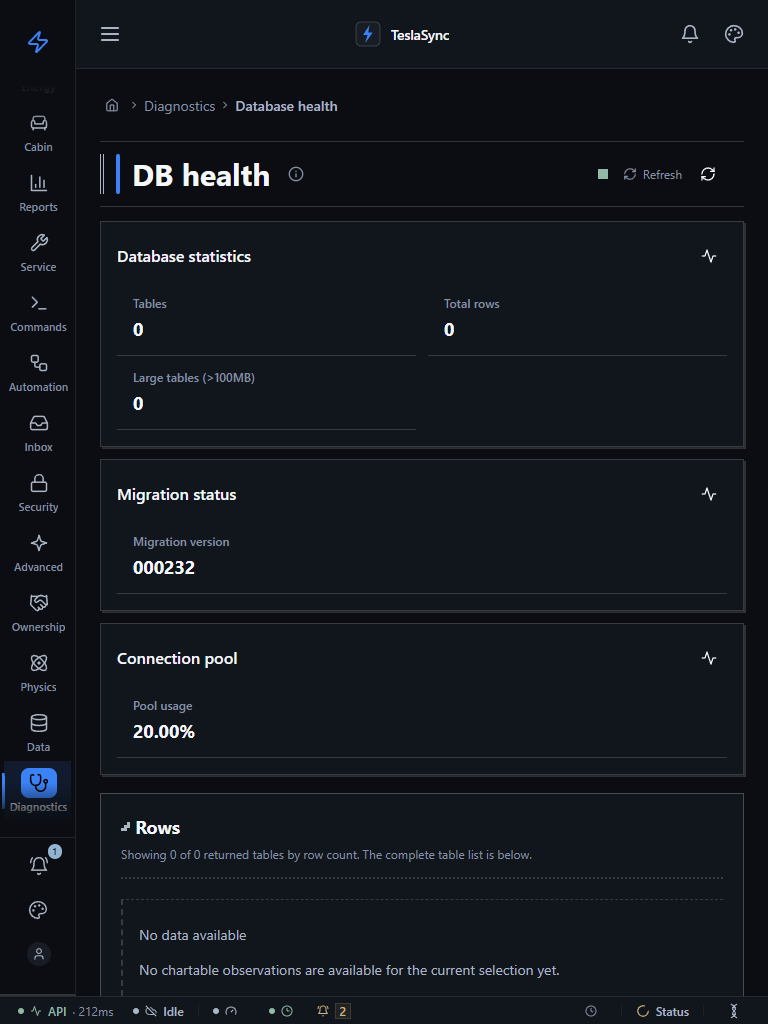 TeslaSync
Energy
Cabin
Reports
Service
Commands
Automation
Inbox
Security
Advanced
Ownership
Physics
Data
Diagnostics
1
Diagnostics > Database health
DB health
Refresh
Database statistics
Tables
0
Total rows
0
Large tables (>100MB)
0
Migration status
Migration version
000232
Connection pool
Pool usage
20.00%
Rows
Showing 0 of 0 returned tables by row count. The complete table list is below.
No data available
No chartable observations are available for the current selection yet.
API · 212ms
Idle
2
Status